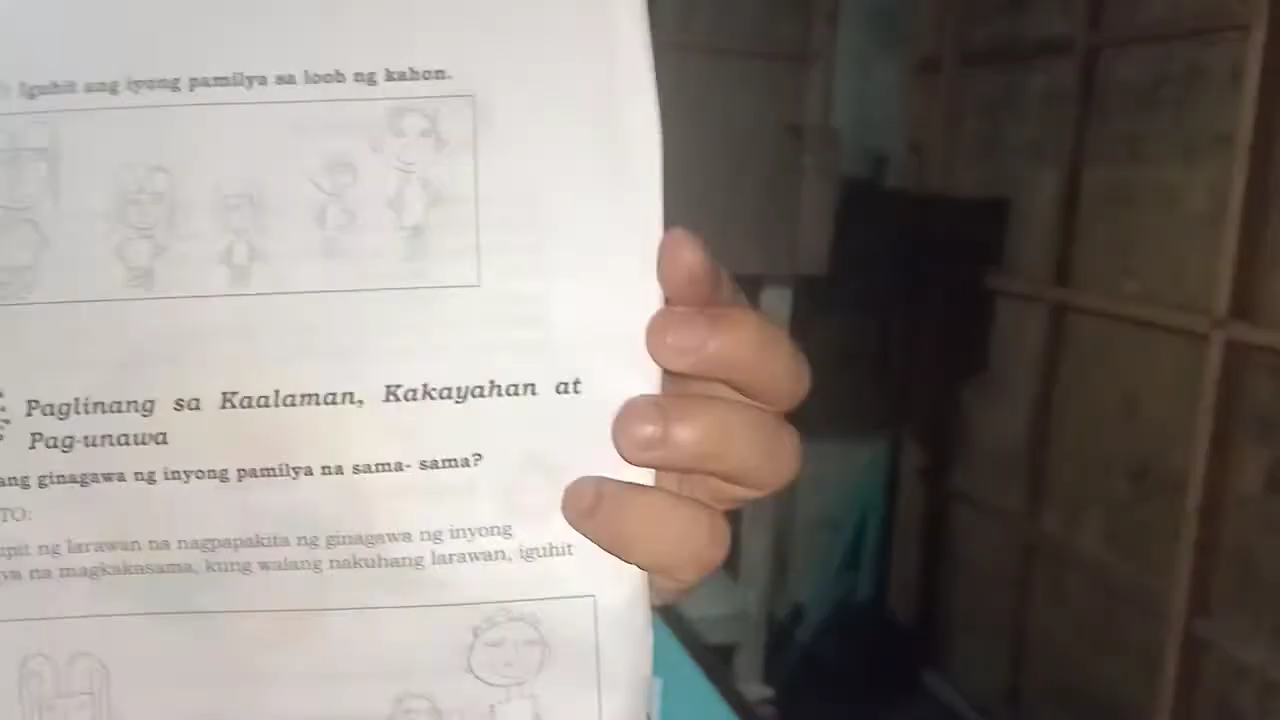 Iguhit ang iyong pamilya sa loob ng kahon.
Paglinang sa Kaalaman, Kakayahan at
Pag-unawa
ang ginagawa ng inyong pamilya na sama- sama?
TO:
ng larawan na nagpapakita ng ginagawa ng inyong
na magkakasama, kung walang nakuhang larawan, iguhit